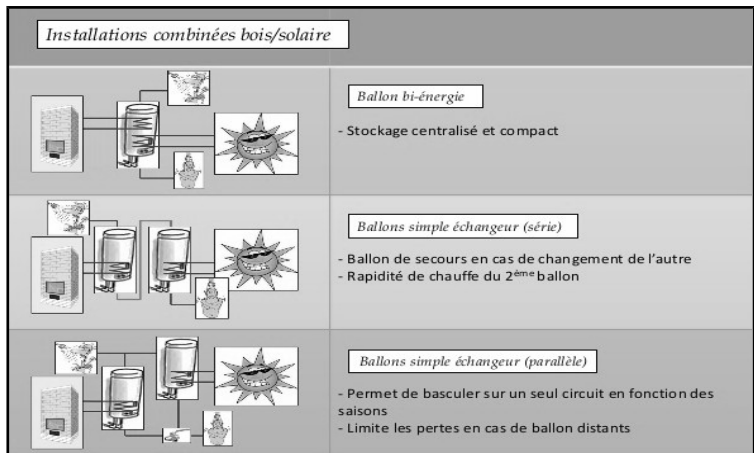 Installations combinées bois/solaire
Ballon bi-énergie
- Stockage centralisé et compact
Ballons simple échangeur (série)
- Ballon de secours en cas de changement de l'autre
- Rapidité de chauffe du 2ème ballon
Ballons simple échangeur (parallèle)
- Permet de basculer sur un seul circuit en fonction des
saisons
- Limite les pertes en cas de ballon distants